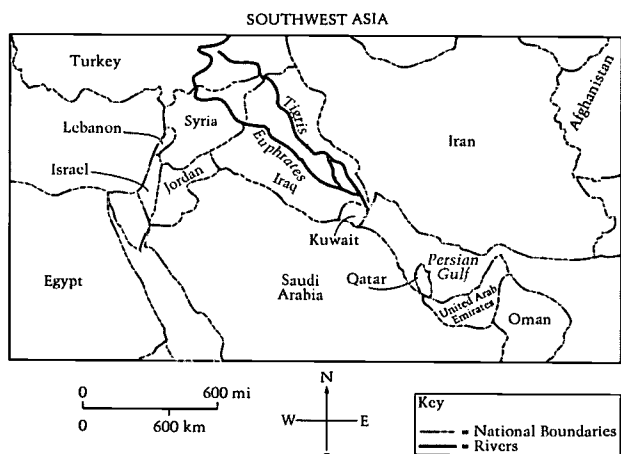 SOUTHWEST ASIA
Turkey
Afghanistan
Tigris
Lebanon
Syria
Iran
Euphrates
Israel
Jordan
Iraq
Kuwait
Persian
Gulf
Egypt
Saudi
Arabia
Qatar
United Arab
Emirates
Oman
0 600 mi
0 600 km
N
W E
Key
= National Boundaries
= Rivers